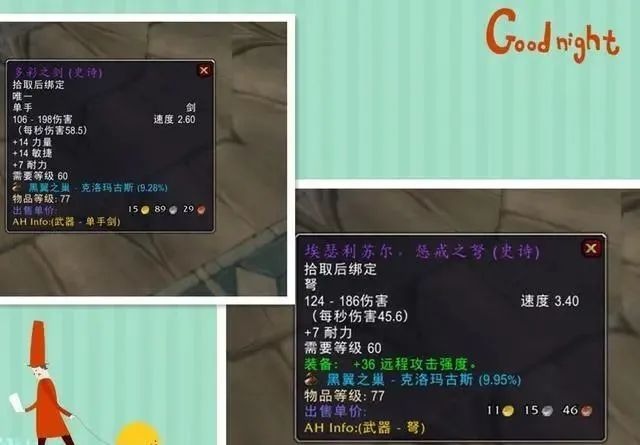 Good night
多彩之剑 (史诗)
拾取后绑定
唯一
单手 剑
106 - 198伤害 速度 2.60
（每秒伤害58.5）
+14 力量
+14 敏捷
+7 耐力
需要等级 60
黑翼之巢 - 克洛玛古斯 (9.28%)
物品等级: 77
出售单价: 15 89 29
AH Info:(武器 - 单手剑)
埃瑟利苏尔，惩戒之弩 (史诗)
拾取后绑定
弩
124 - 186伤害 速度 3.40
（每秒伤害45.6）
+7 耐力
需要等级 60
装备: +36 远程攻击强度。
黑翼之巢 - 克洛玛古斯 (9.95%)
物品等级: 77
出售单价: 11 15 46
AH Info:(武器 - 弩)